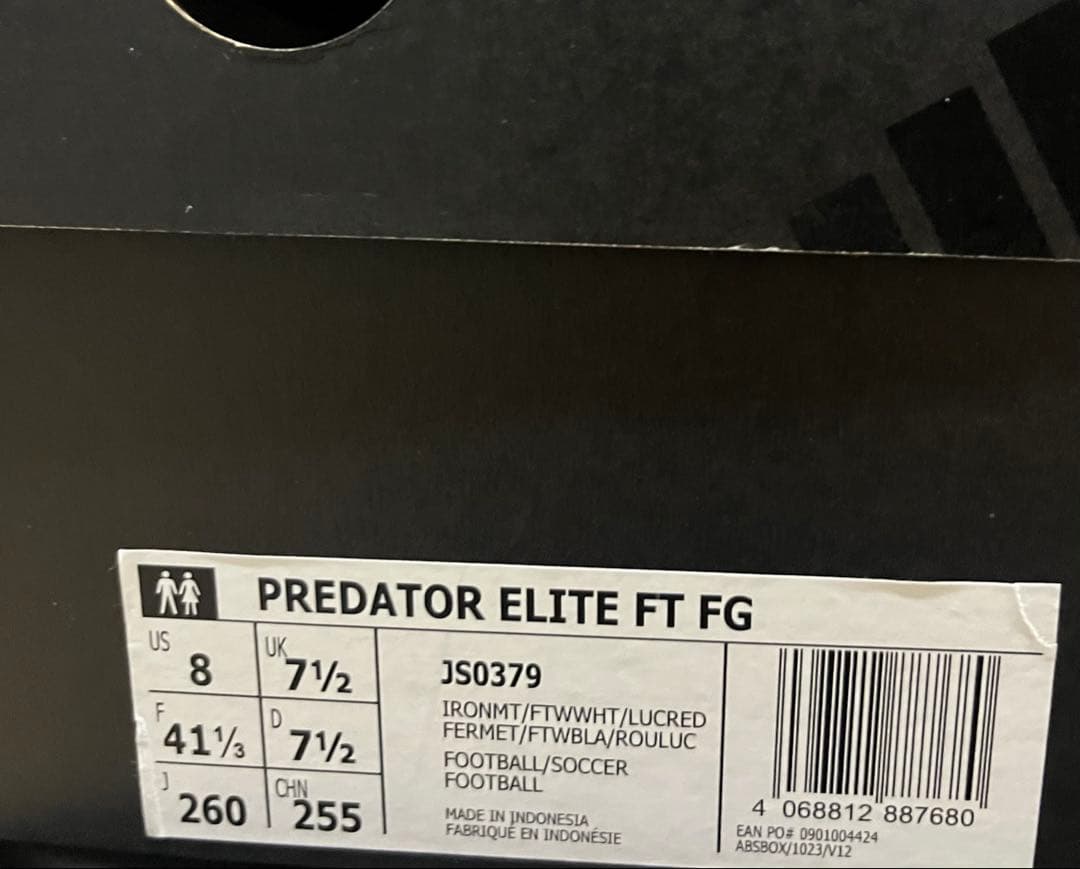 PREDATOR ELITE FT FG
US 8 UK 7½
F 41⅓ D 7½
J 260 CHN 255
JS0379
IRONMT/FTWWHT/LUCRED
FERMET/FTWBLA/ROULUC
FOOTBALL/SOCCER
FOOTBALL
MADE IN INDONESIA
FABRIQUÉ EN INDONÉSIE
4 068812 887680
EAN PO# 0901004424
ABSBOX/1023/V12